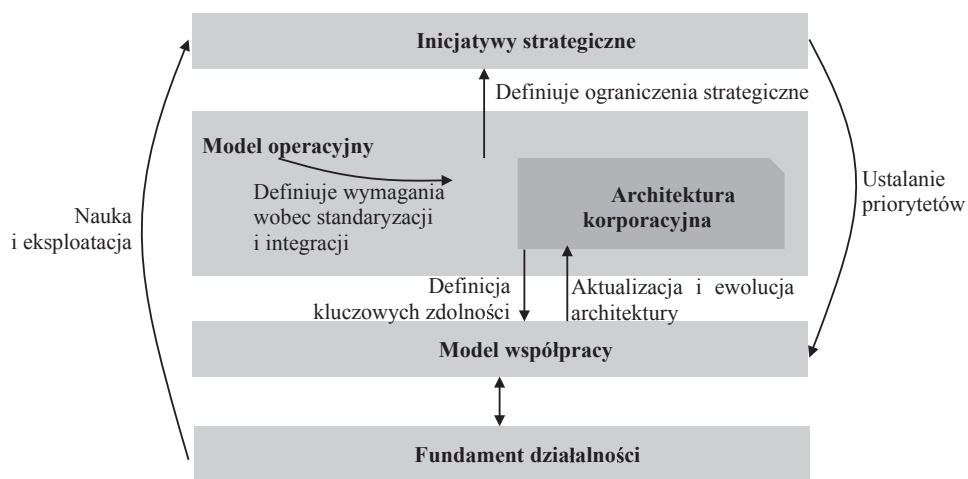 Inicjatywy strategiczne
Definiuje ograniczenia strategiczne
Model operacyjny
Definiuje wymagania
wobec standaryzacji
i integracji
Architektura
korporacyjna
Ustalanie
priorytetów
Nauka
i eksploatacja
Definicja
kluczowych zdolności
Aktualizacja i ewolucja
architektury
Model współpracy
Fundament działalności